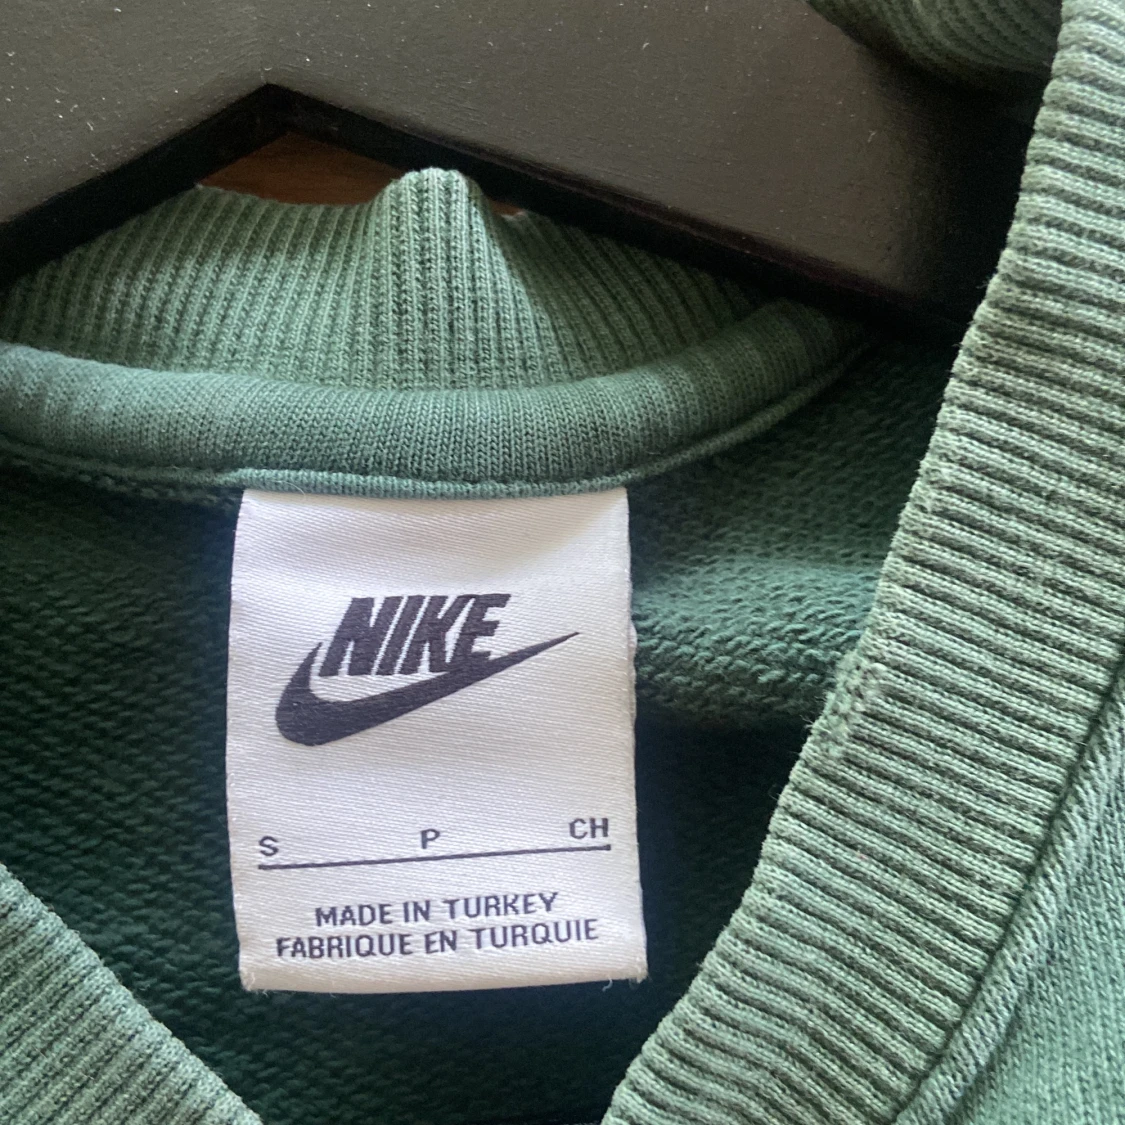 NIKE
S P CH
MADE IN TURKEY
FABRIQUE EN TURQUIE